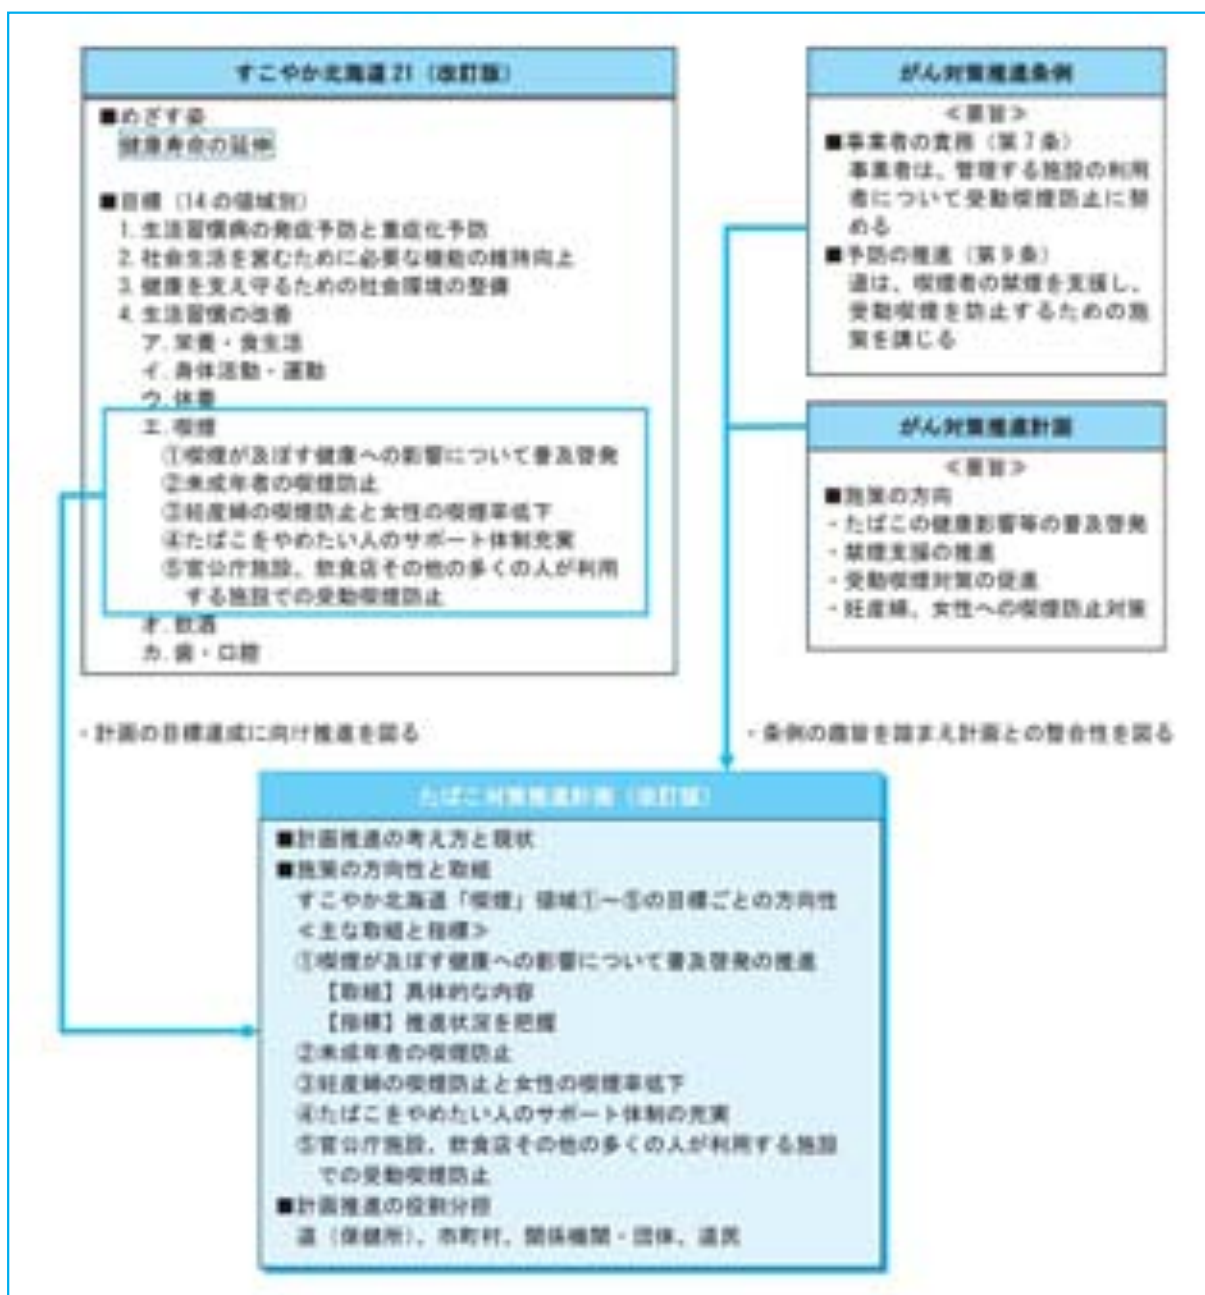 すこやか北海道21（改訂版）
■めざす姿
健康寿命の延伸
■目標（14の領域別）
1.生活習慣病の発症予防と重症化予防
2.社会生活を営むために必要な機能の維持向上
3.健康を支え守るための社会環境の整備
4.生活習慣の改善
ア.栄養・食生活
イ.身体活動・運動
ウ.休養
エ.喫煙
①喫煙が及ぼす健康への影響について普及啓発
②未成年者の喫煙防止
③妊産婦の喫煙防止と女性の喫煙率低下
④たばこをやめたい人のサポート体制充実
⑤官公庁施設、飲食店その他の多くの人が利用
する施設での受動喫煙防止
オ.飲酒
カ.歯・口腔
がん対策推進条例
≪要旨≫
■事業者の責務（第7条）
事業者は、管理する施設の利用
者について受動喫煙防止に努
める
■予防の推進（第9条）
道は、喫煙者の禁煙を支援し、
受動喫煙を防止するための施
策を講じる
がん対策推進計画
≪要旨≫
■施策の方向
・たばこの健康影響等の普及啓発
・禁煙支援の推進
・受動喫煙対策の促進
・妊産婦、女性への喫煙防止対策
・計画の目標達成に向け推進を図る
・条例の趣旨を踏まえ計画との整合性を図る
たばこ対策推進計画（改訂版）
■計画推進の考え方と現状
■施策の方向性と取組
すこやか北海道「喫煙」領域①～⑤の目標ごとの方向性
≪主な取組と指標≫
①喫煙が及ぼす健康への影響について普及啓発の推進
【取組】具体的な内容
【指標】推進状況を把握
②未成年者の喫煙防止
③妊産婦の喫煙防止と女性の喫煙率低下
④たばこをやめたい人のサポート体制の充実
⑤官公庁施設、飲食店その他の多くの人が利用する施設
での受動喫煙防止
■計画推進の役割分担
道（保健所）、市町村、関係機関・団体、道民